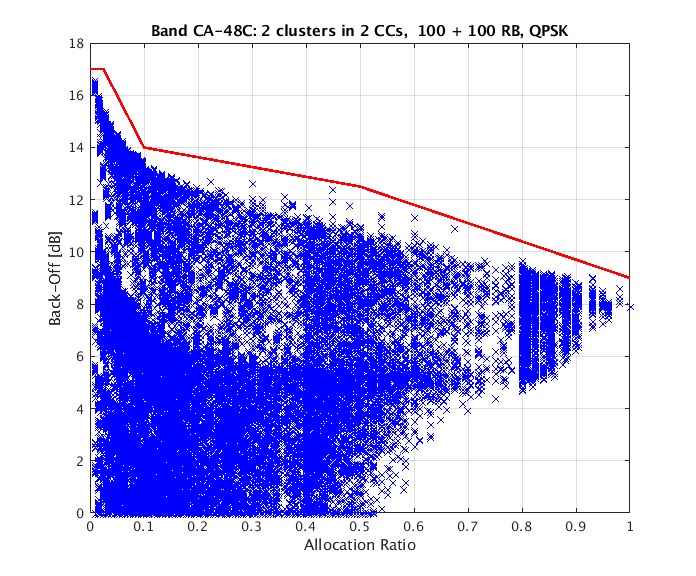 Band CA-48C: 2 clusters in 2 CCs, 100 + 100 RB, QPSK
18
16
14
12
10
8
6
4
2
0
Back-Off [dB]
0 0.1 0.2 0.3 0.4 0.5 0.6 0.7 0.8 0.9 1
Allocation Ratio